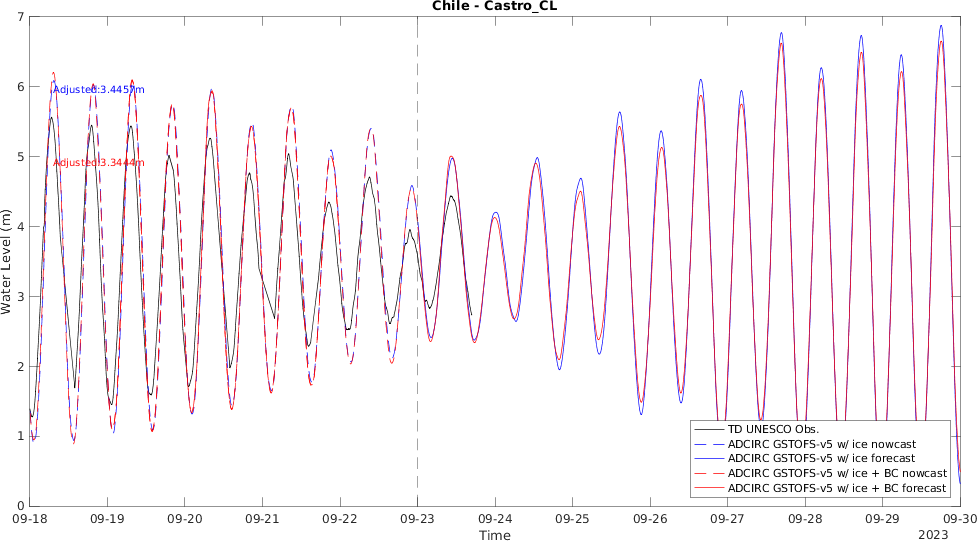 Chile - Castro_CL
7
6
5
4
3
2
1
0
Water Level (m)
Adjusted:3.4457m
Adjusted:3.3444m
TD UNESCO Obs.
ADCIRC GSTOFS-v5 w/ ice nowcast
ADCIRC GSTOFS-v5 w/ ice forecast
ADCIRC GSTOFS-v5 w/ ice + BC nowcast
ADCIRC GSTOFS-v5 w/ ice + BC forecast
09-18 09-19 09-20 09-21 09-22 09-23 09-24 09-25 09-26 09-27 09-28 09-29 09-30
Time
2023